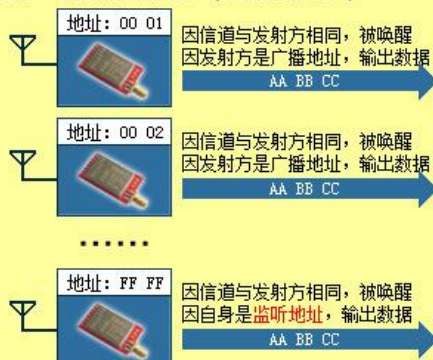 地址：00 01
因信道与发射方相同，被唤醒
因发射方是广播地址，输出数据
AA BB CC
地址：00 02
因信道与发射方相同，被唤醒
因发射方是广播地址，输出数据
AA BB CC
......
地址：FF FF
因信道与发射方相同，被唤醒
因自身是监听地址，输出数据
AA BB CC